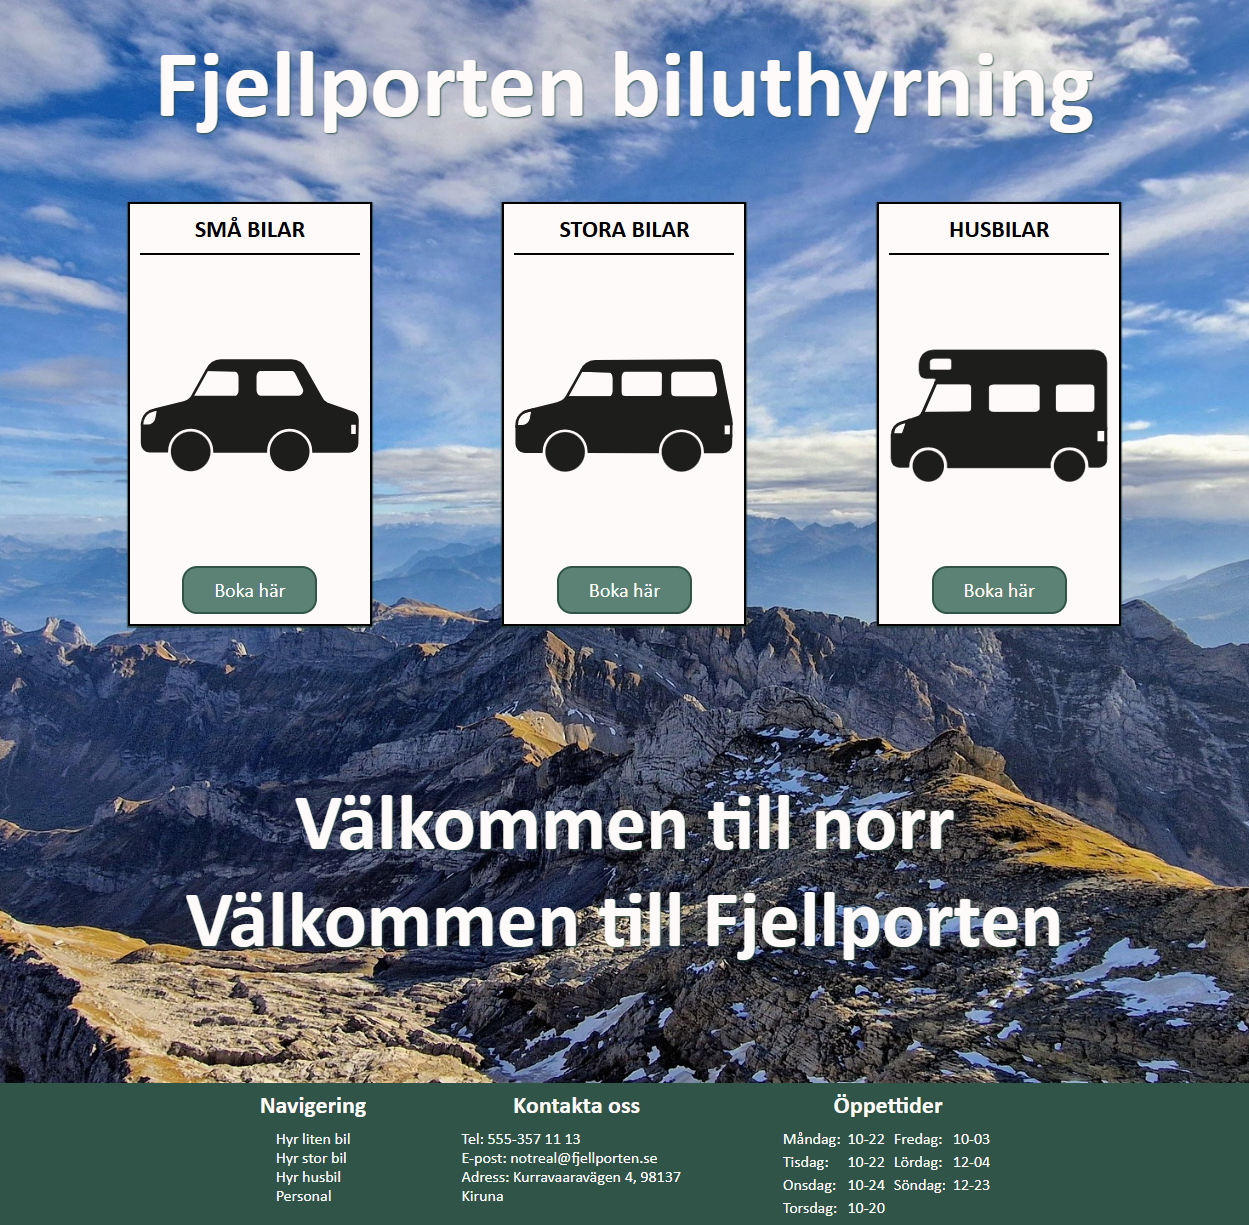 Fjellporten biluthyrning
SMÅ BILAR
STORA BILAR
HUSBILAR
Boka här
Boka här
Boka här
Välkommen till norr
Välkommen till Fjellporten
Navigering
Hyr liten bil
Hyr stor bil
Hyr husbil
Personal
Kontakta oss
Tel: 555-357 11 13
E-post: notreal@fjellporten.se
Adress: Kurravaaravägen 4, 98137
Kiruna
Öppettider
Måndag: 10-22 Fredag: 10-03
Tisdag: 10-22 Lördag: 12-04
Onsdag: 10-24 Söndag: 12-23
Torsdag: 10-20